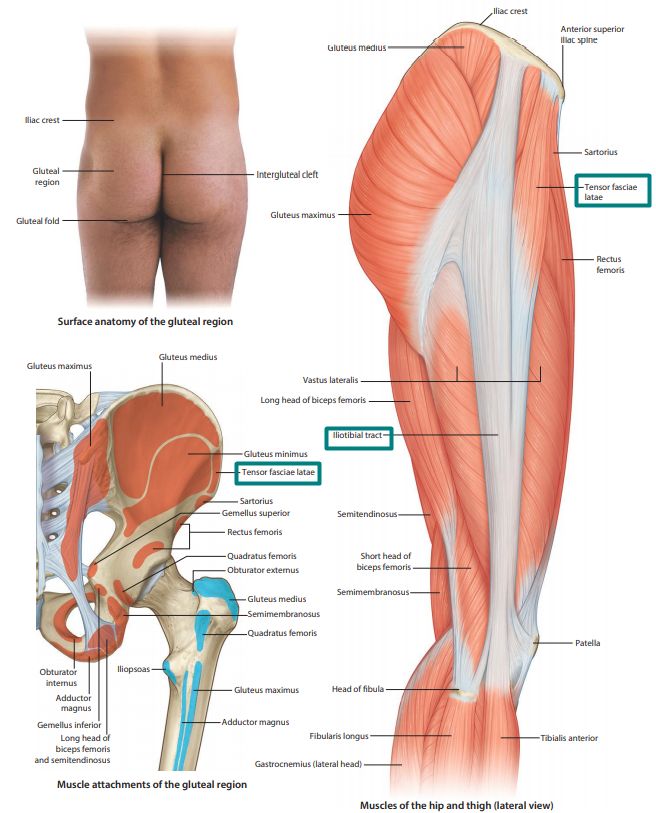 Iliac crest
Gluteal
region
Gluteal fold
Intergluteal cleft
Surface anatomy of the gluteal region
Gluteus maximus
Gluteus medius
Gluteus minimus
Tensor fasciae latae
Sartorius
Gemellus superior
Rectus femoris
Quadratus femoris
Obturator externus
Gluteus medius
Semimembranosus
Quadratus femoris
Iliopsoas
Gluteus maximus
Adductor magnus
Obturator
internus
Adductor
magnus
Gemellus inferior
Long head of
biceps femoris
and semitendinosus
Muscle attachments of the gluteal region
Iliac crest
Anterior superior
iliac spine
Gluteus medius
Sartorius
Tensor fasciae
latae
Gluteus maximus
Rectus
femoris
Vastus lateralis
Long head of biceps femoris
Iliotibial tract
Semitendinosus
Short head of
biceps femoris
Semimembranosus
Patella
Head of fibula
Fibularis longus
Tibialis anterior
Gastrocnemius (lateral head)
Muscles of the hip and thigh (lateral view)